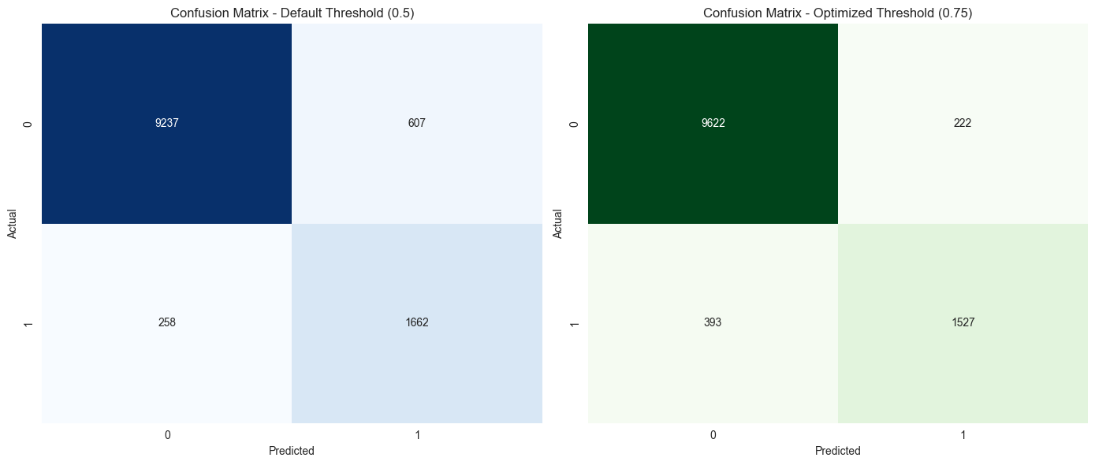 Confusion Matrix - Default Threshold (0.5)
0
9237
607
Actual
1
258
1662
0
1
Predicted
Confusion Matrix - Optimized Threshold (0.75)
0
9622
222
Actual
1
393
1527
0
1
Predicted